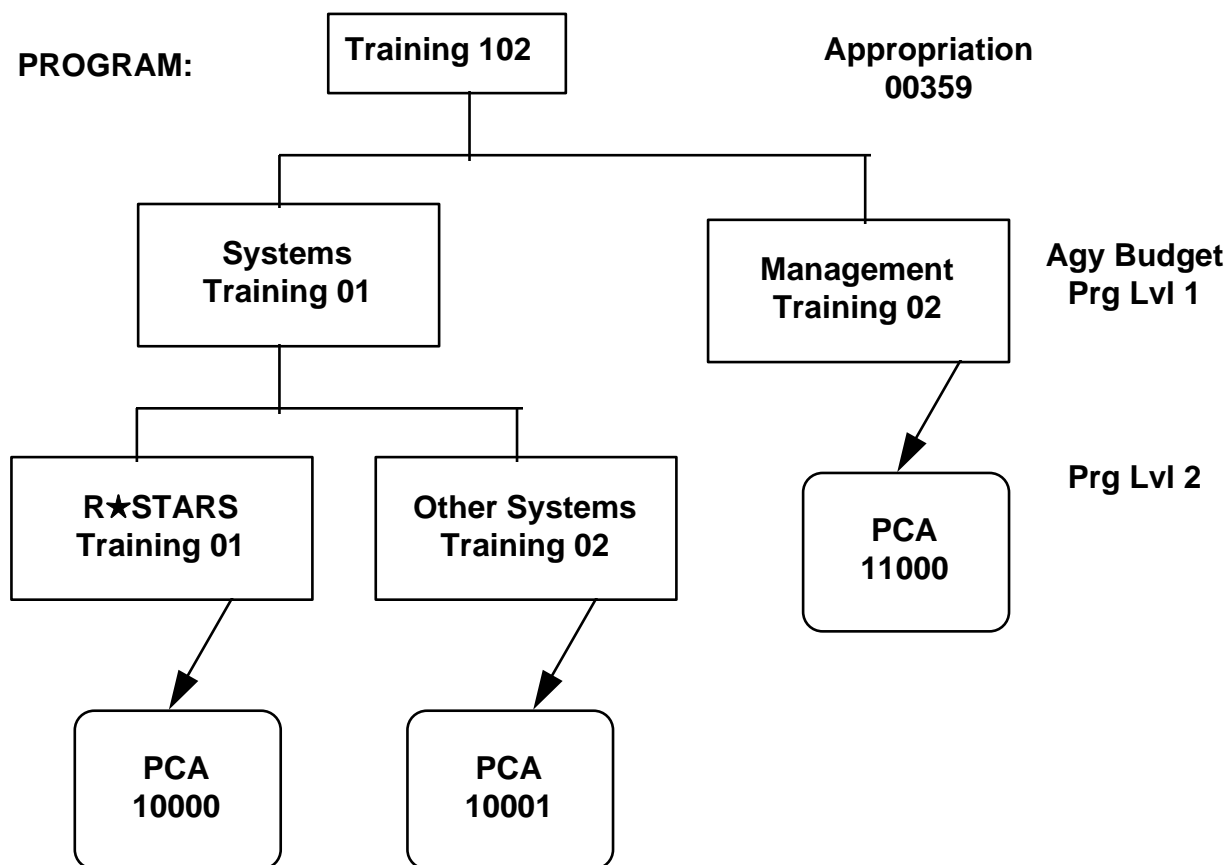 PROGRAM:
Training 102
Appropriation
00359
Systems
Training 01
Management
Training 02
Agy Budget
Prg Lvl 1
R★STARS
Training 01
Other Systems
Training 02
PCA
11000
Prg Lvl 2
PCA
10000
PCA
10001